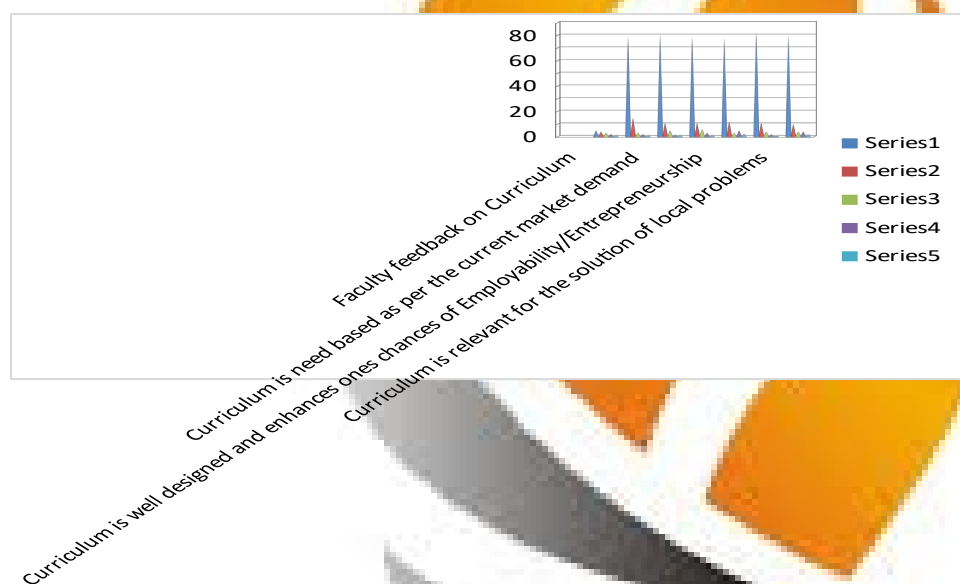 80
60
40
20
0
Faculty feedback on Curriculum
Curriculum is need based as per the current market demand
Curriculum is well designed and enhances ones chances of Employability/Entrepreneurship
Curriculum is relevant for the solution of local problems
Series1
Series2
Series3
Series4
Series5